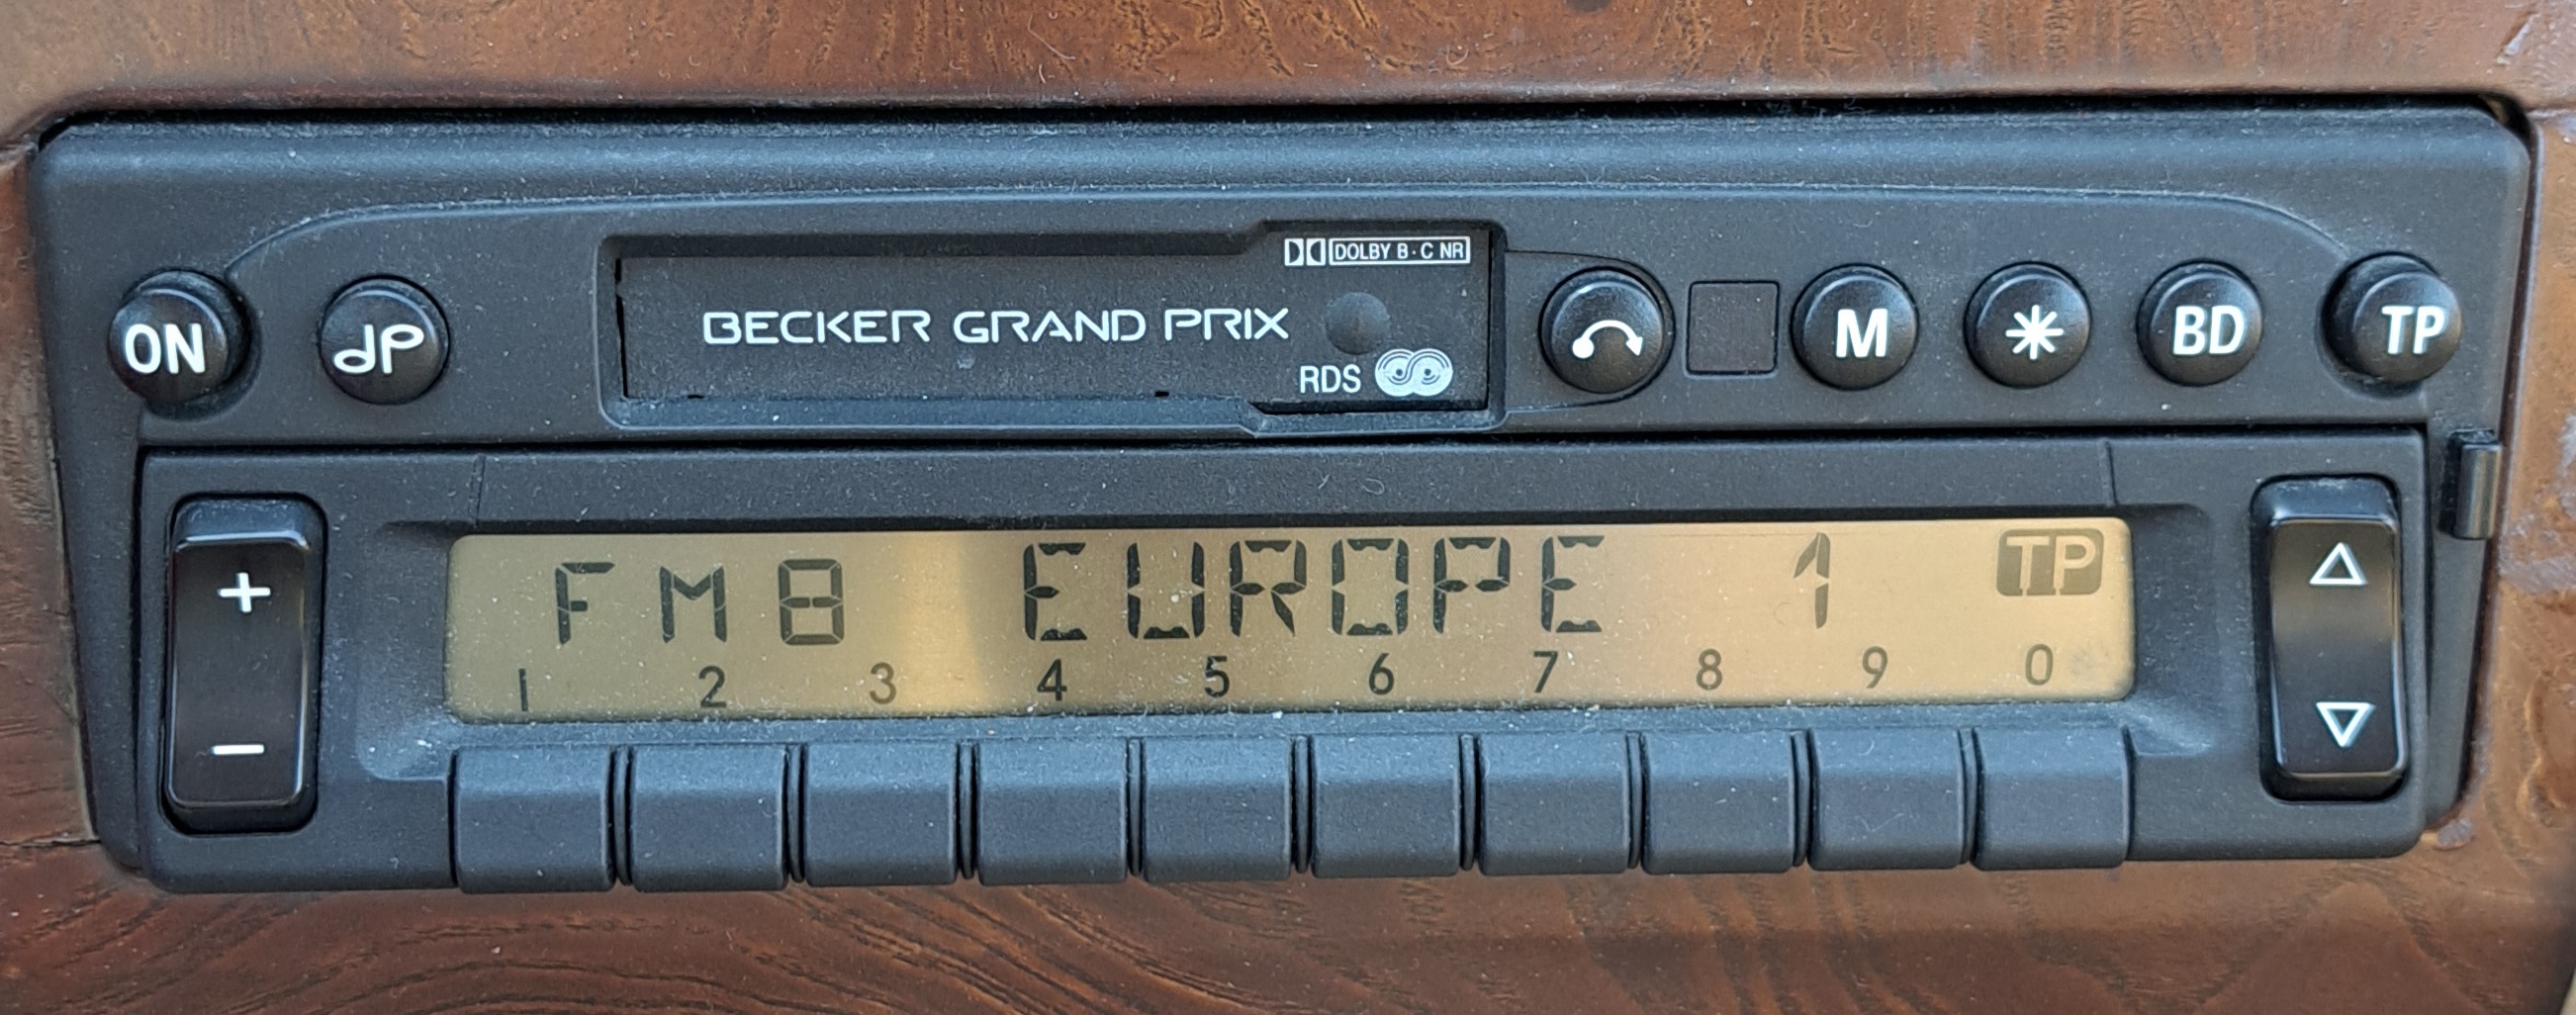 DOLBY B·C NR
BECKER GRAND PRIX
RDS
ON
M
BD
TP
+
FM8 EUROPE 1 TP
1 2 3 4 5 6 7 8 9 0
−